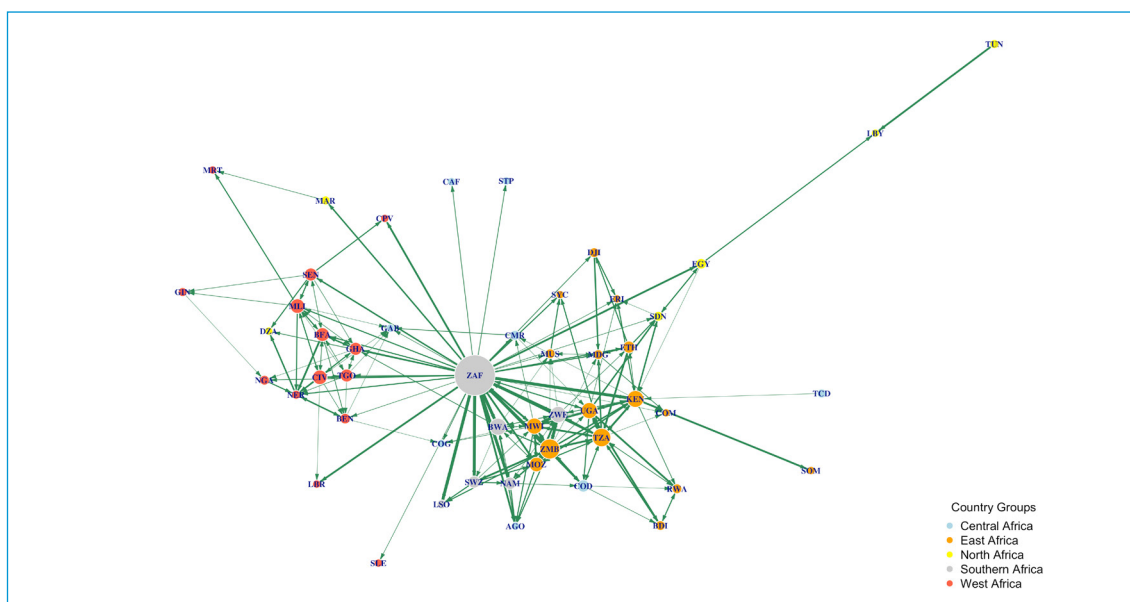 TUN
LBY
MRT
CAF
STP
MAR
CPV
DJI
EGY
SEN
GIN
SYC
ERI
MLI
SDN
DZA
GAB
BFA
CMR
GHA
MUS
MDG
ETH
ZAF
CIV
TGO
NGA
NER
TCD
KEN
COM
UGA
ZWE
BEN
BWA
MWI
TZA
COG
ZMB
MOZ
SOM
LBR
SWZ
NAM
COD
RWA
LSO
AGO
BDI
SLE
Country Groups
Central Africa
East Africa
North Africa
Southern Africa
West Africa